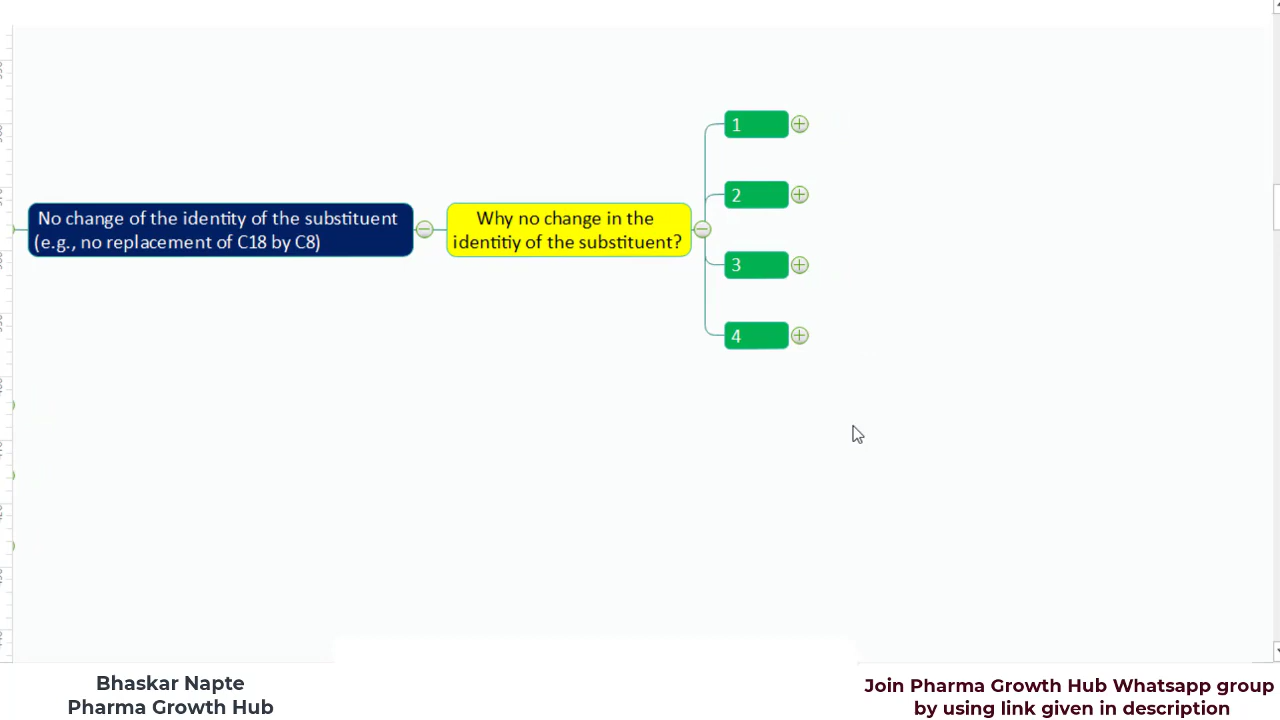 No change of the identity of the substituent
(e.g., no replacement of C18 by C8)
Why no change in the
identitiy of the substituent?
1
2
3
4
Bhaskar Napte
Pharma Growth Hub
Join Pharma Growth Hub Whatsapp group
by using link given in description